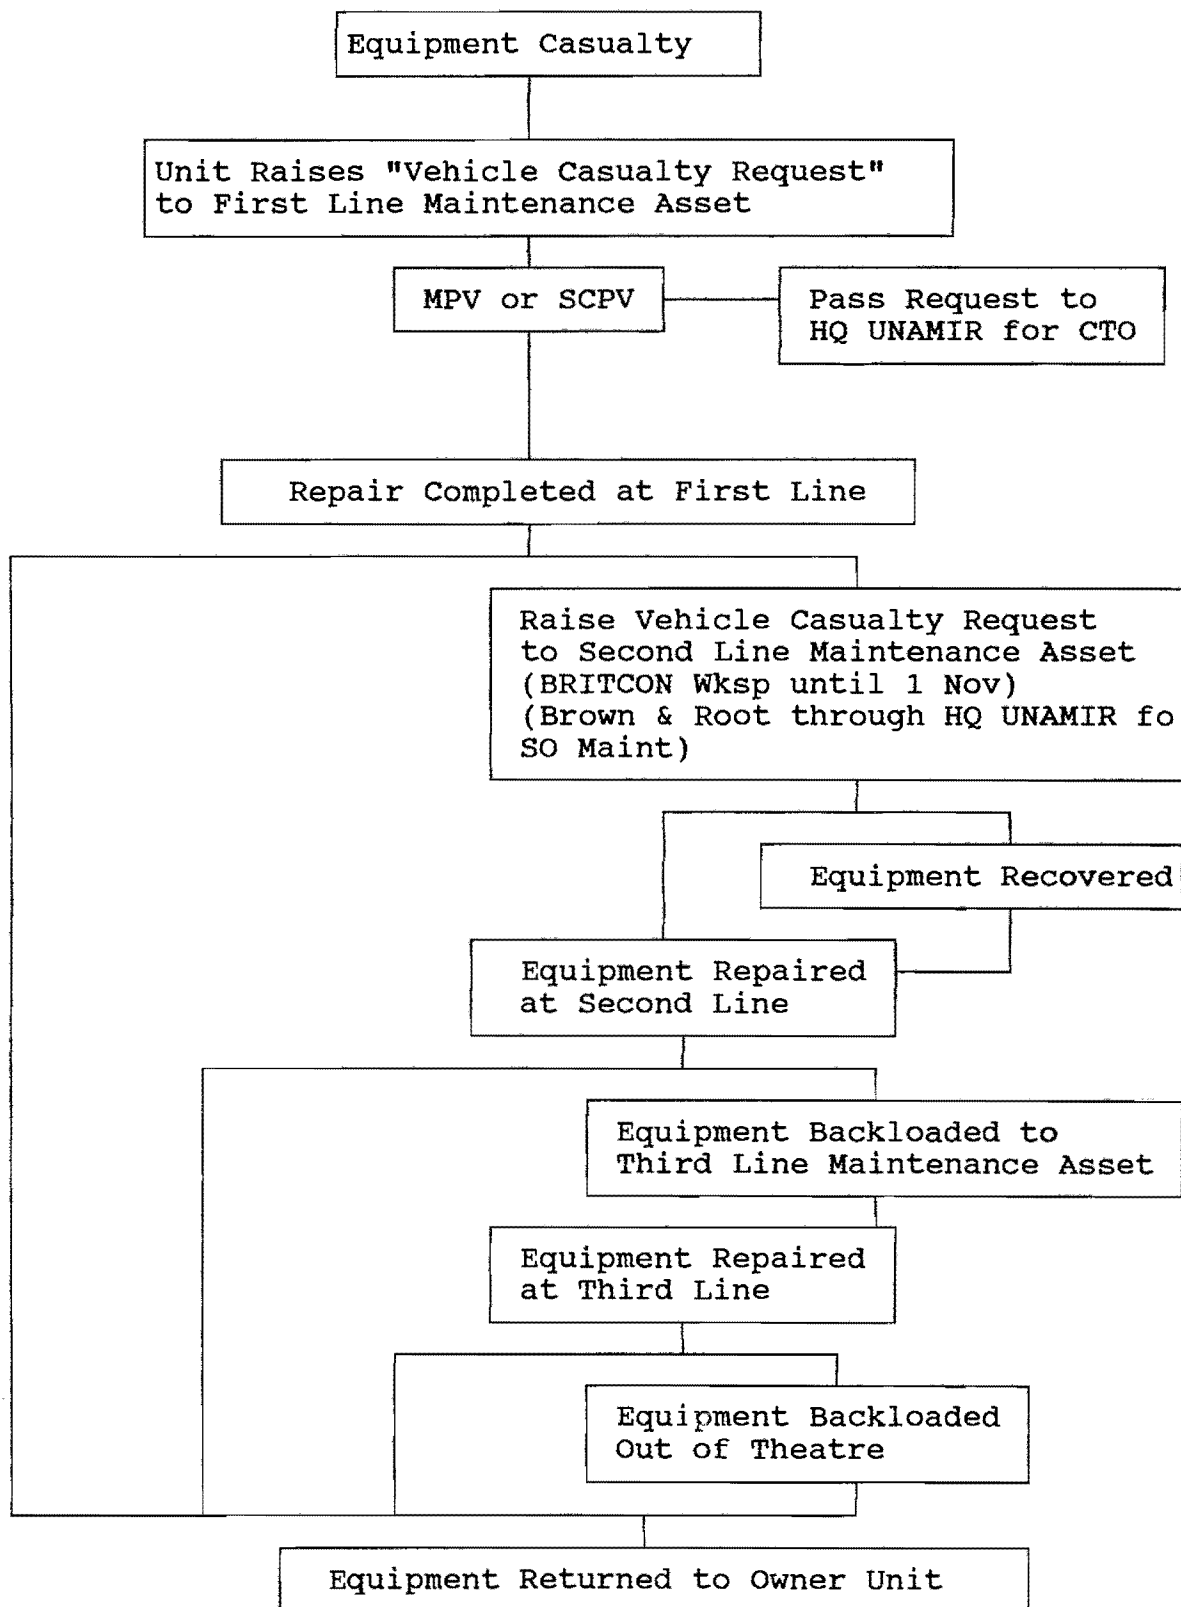 Equipment Casualty
Unit Raises "Vehicle Casualty Request"
to First Line Maintenance Asset
MPV or SCPV
Pass Request to
HQ UNAMIR for CTO
Repair Completed at First Line
Raise Vehicle Casualty Request
to Second Line Maintenance Asset
(BRITCON Wksp until 1 Nov)
(Brown & Root through HQ UNAMIR fo
SO Maint)
Equipment Recovered
Equipment Repaired
at Second Line
Equipment Backloaded to
Third Line Maintenance Asset
Equipment Repaired
at Third Line
Equipment Backloaded
Out of Theatre
Equipment Returned to Owner Unit